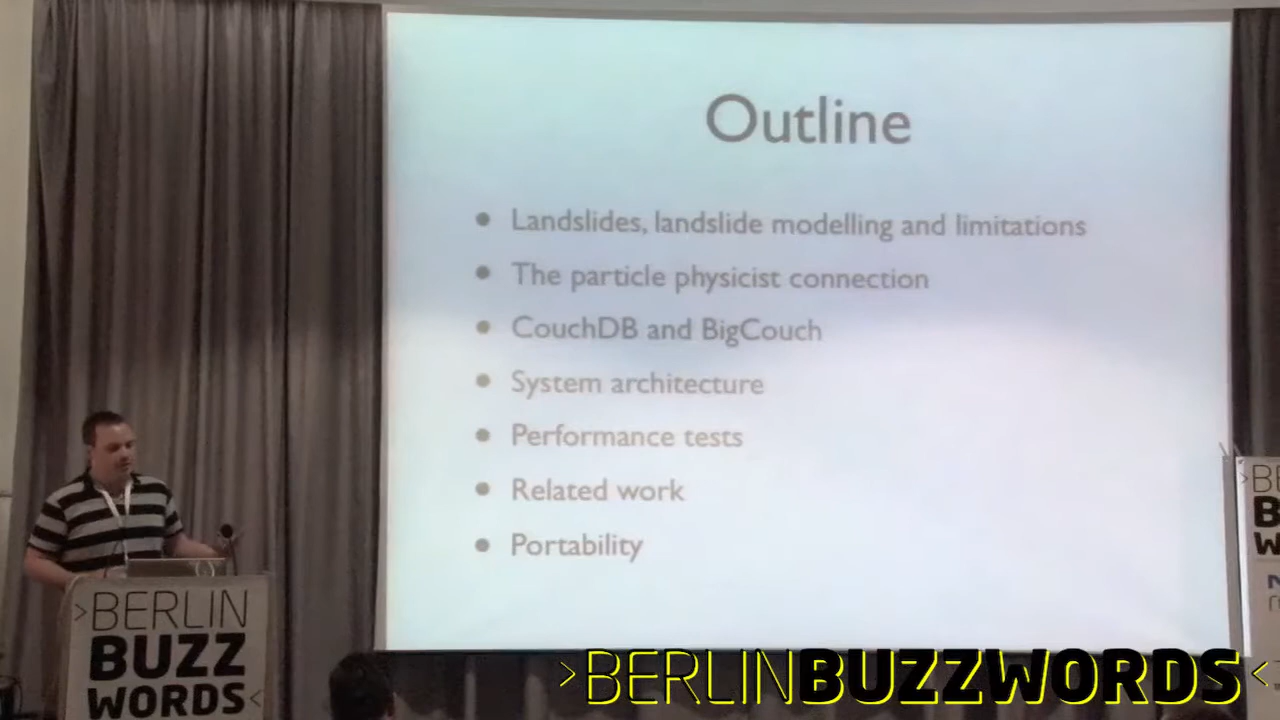 Outline
• Landslides, landslide modelling and limitations
• The particle physicist connection
• CouchDB and BigCouch
• System architecture
• Performance tests
• Related work
• Portability
>BERLIN
BUZZ
WORDS<
>BERLINBUZZWORDS<